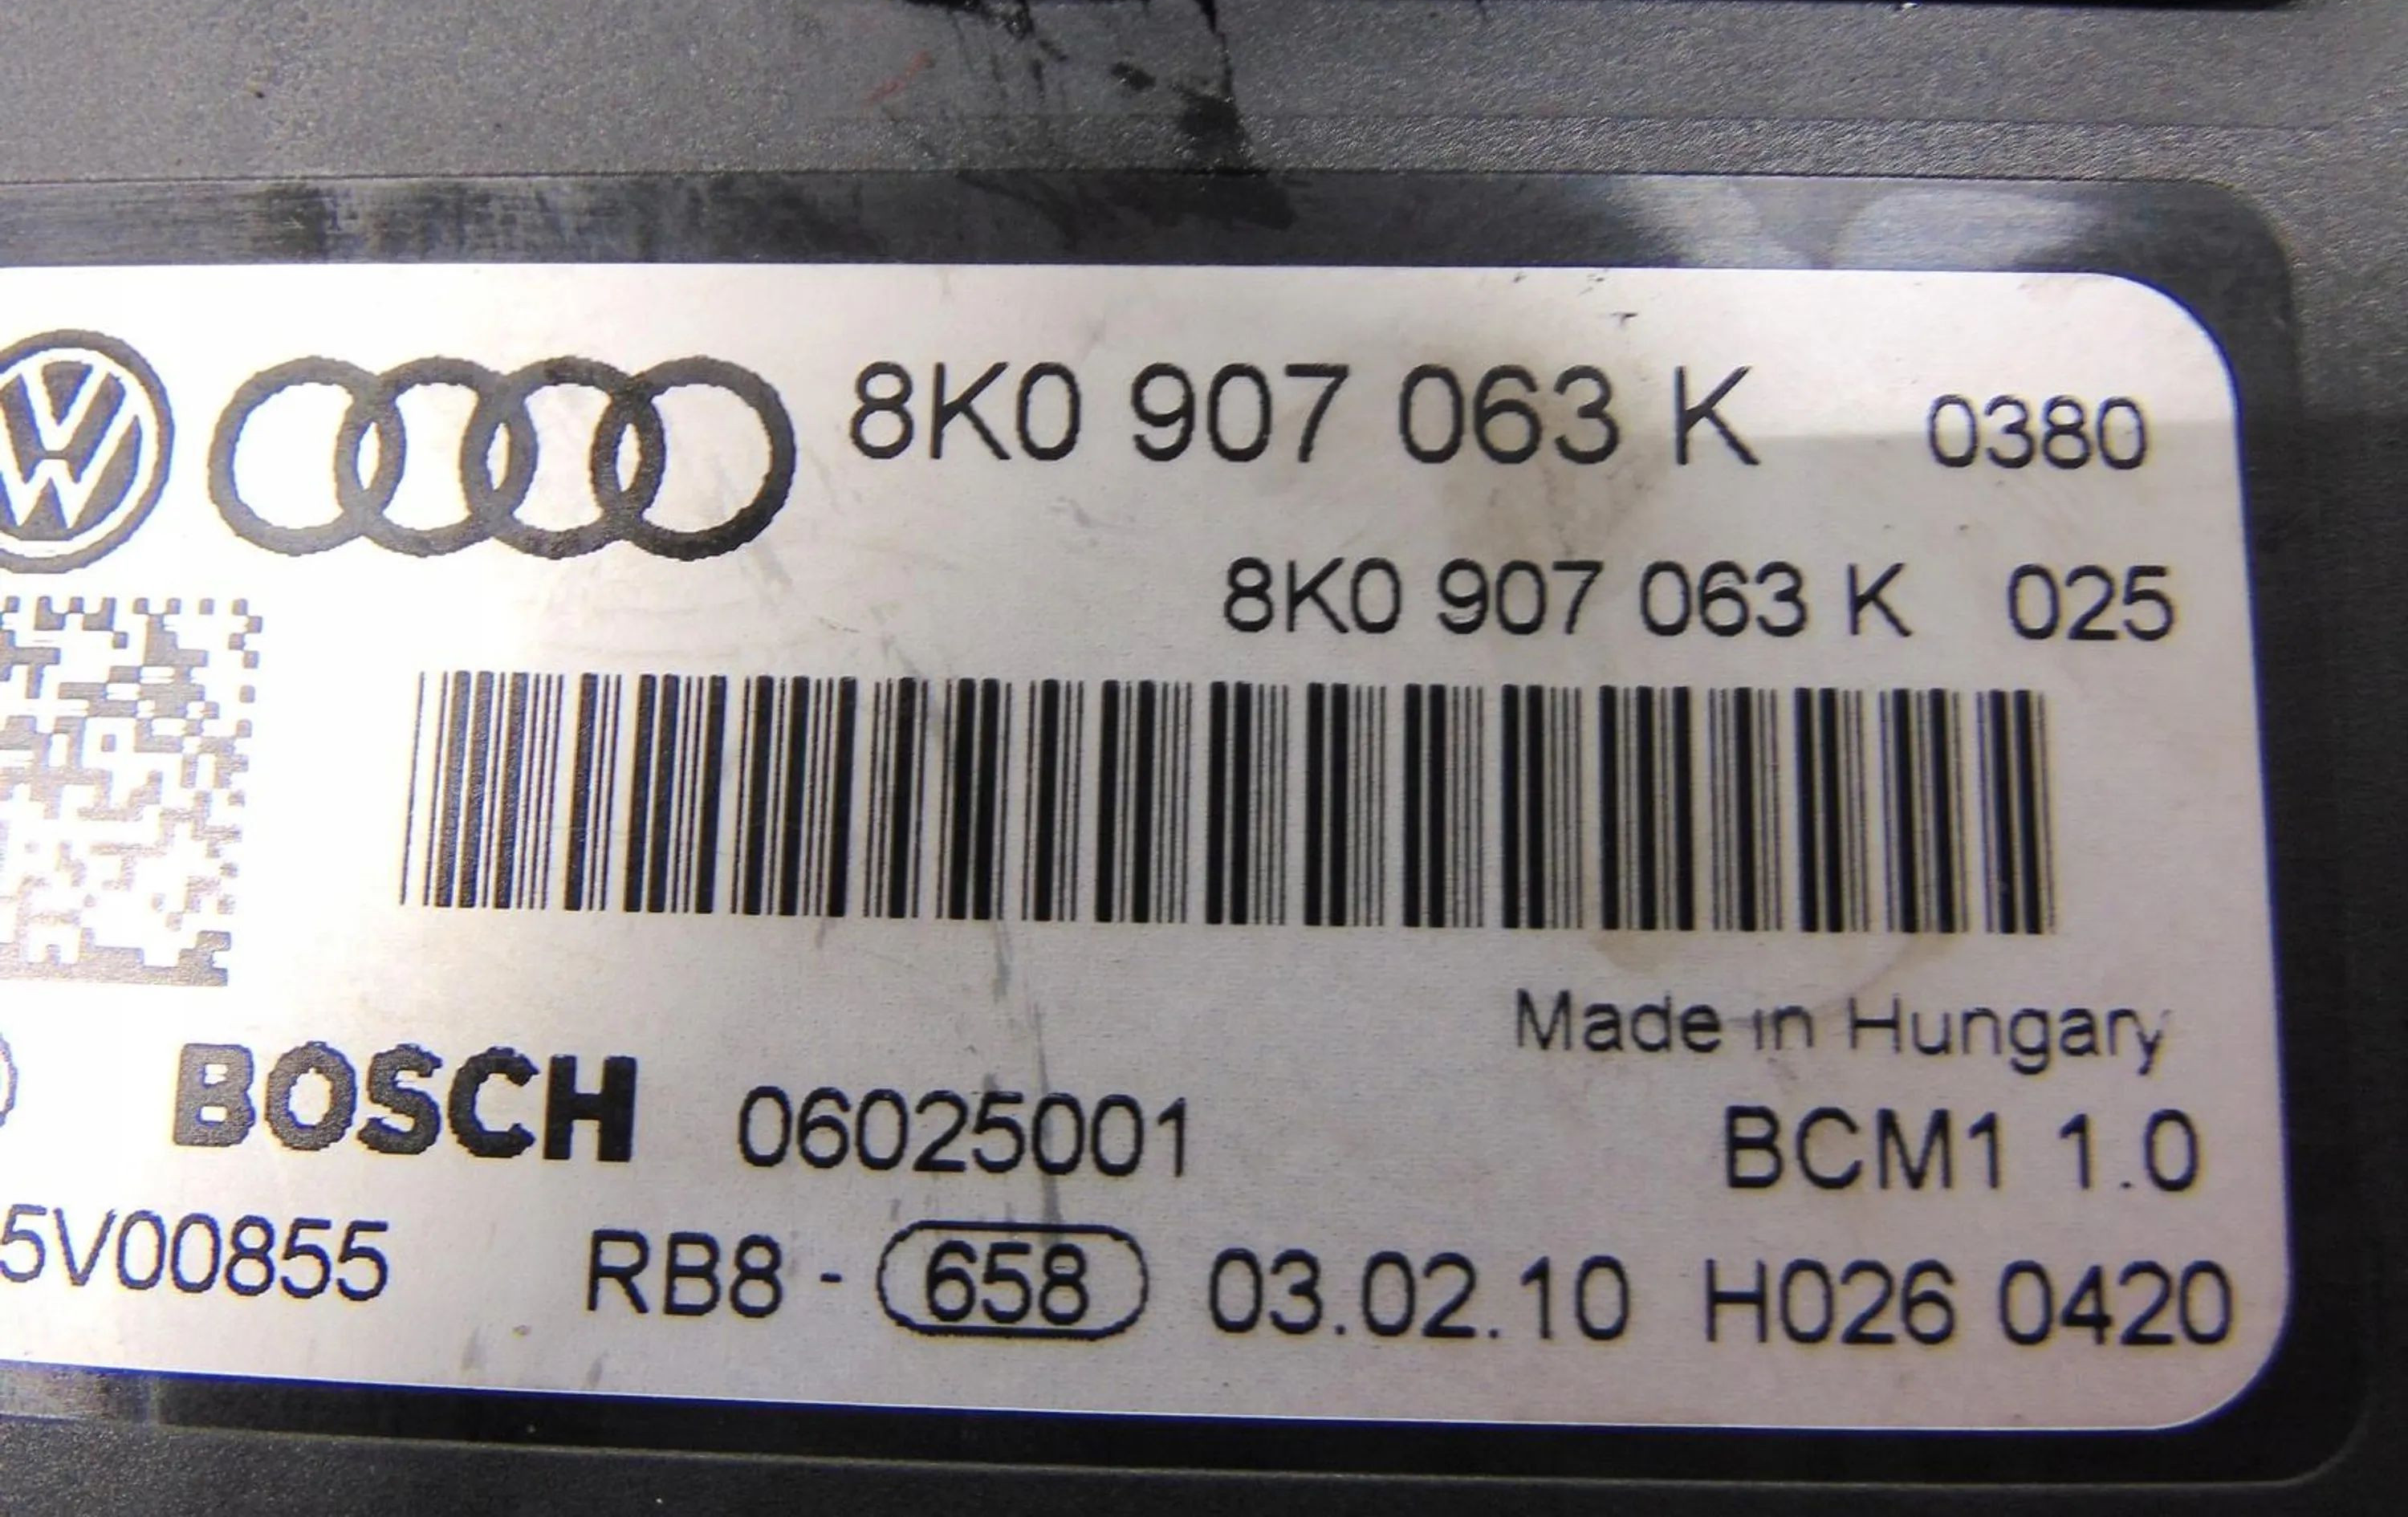 8K0 907 063 K 0380
8K0 907 063 K 025
Made in Hungary
BOSCH 06025001 BCM1 1.0
5V00855 RB8 - 658 03.02.10 H026 0420